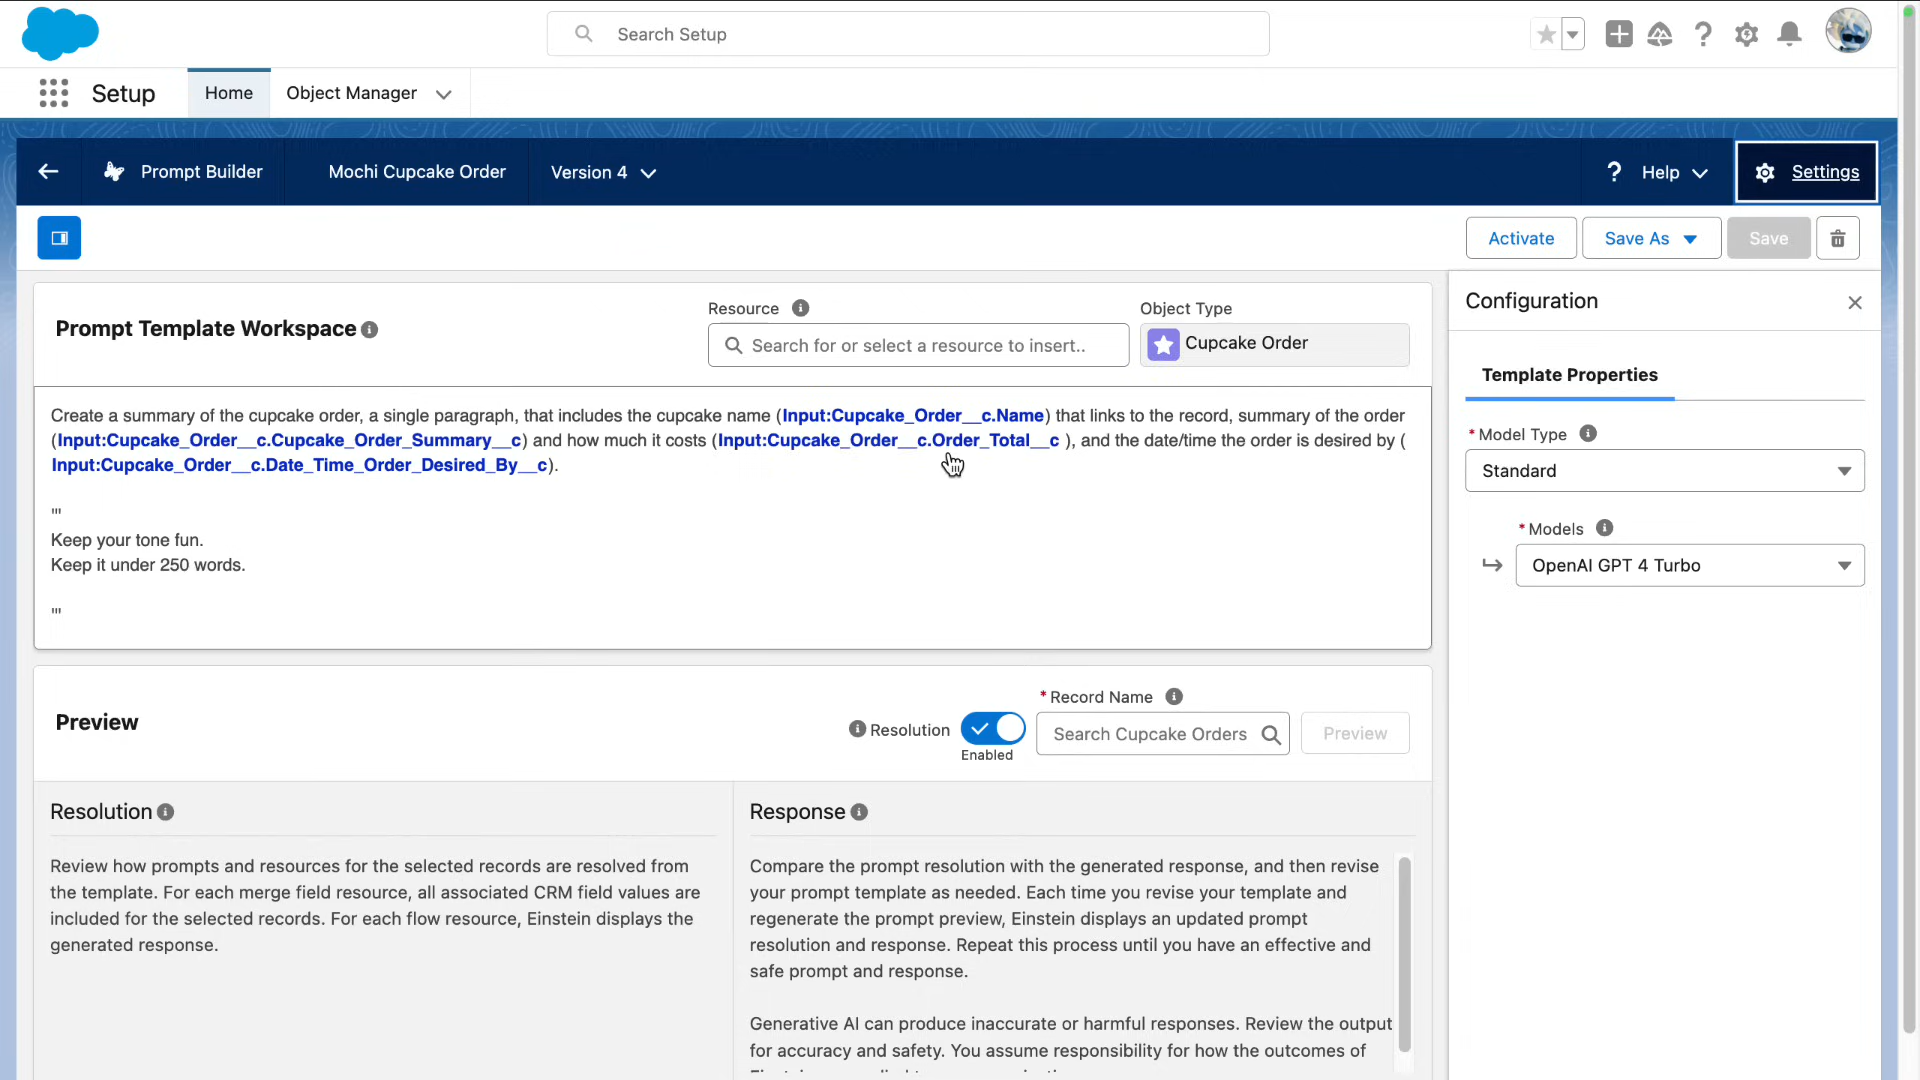 Search Setup
Setup
Home
Object Manager
Prompt Builder
Mochi Cupcake Order
Version 4
Help
Settings
Activate
Save As
Save
Prompt Template Workspace
Resource
Search for or select a resource to insert..
Object Type
Cupcake Order
Create a summary of the cupcake order, a single paragraph, that includes the cupcake name (Input:Cupcake_Order__c.Name) that links to the record, summary of the order
(Input:Cupcake_Order__c.Cupcake_Order_Summary__c) and how much it costs (Input:Cupcake_Order__c.Order_Total__c ), and the date/time the order is desired by (
Input:Cupcake_Order__c.Date_Time_Order_Desired_By__c).
'''
Keep your tone fun.
Keep it under 250 words.
'''
Configuration
Template Properties
* Model Type
Standard
* Models
OpenAI GPT 4 Turbo
Preview
Resolution
Enabled
* Record Name
Search Cupcake Orders
Preview
Resolution
Review how prompts and resources for the selected records are resolved from
the template. For each merge field resource, all associated CRM field values are
included for the selected records. For each flow resource, Einstein displays the
generated response.
Response
Compare the prompt resolution with the generated response, and then revise
your prompt template as needed. Each time you revise your template and
regenerate the prompt preview, Einstein displays an updated prompt
resolution and response. Repeat this process until you have an effective and
safe prompt and response.
Generative AI can produce inaccurate or harmful responses. Review the output
for accuracy and safety. You assume responsibility for how the outcomes of